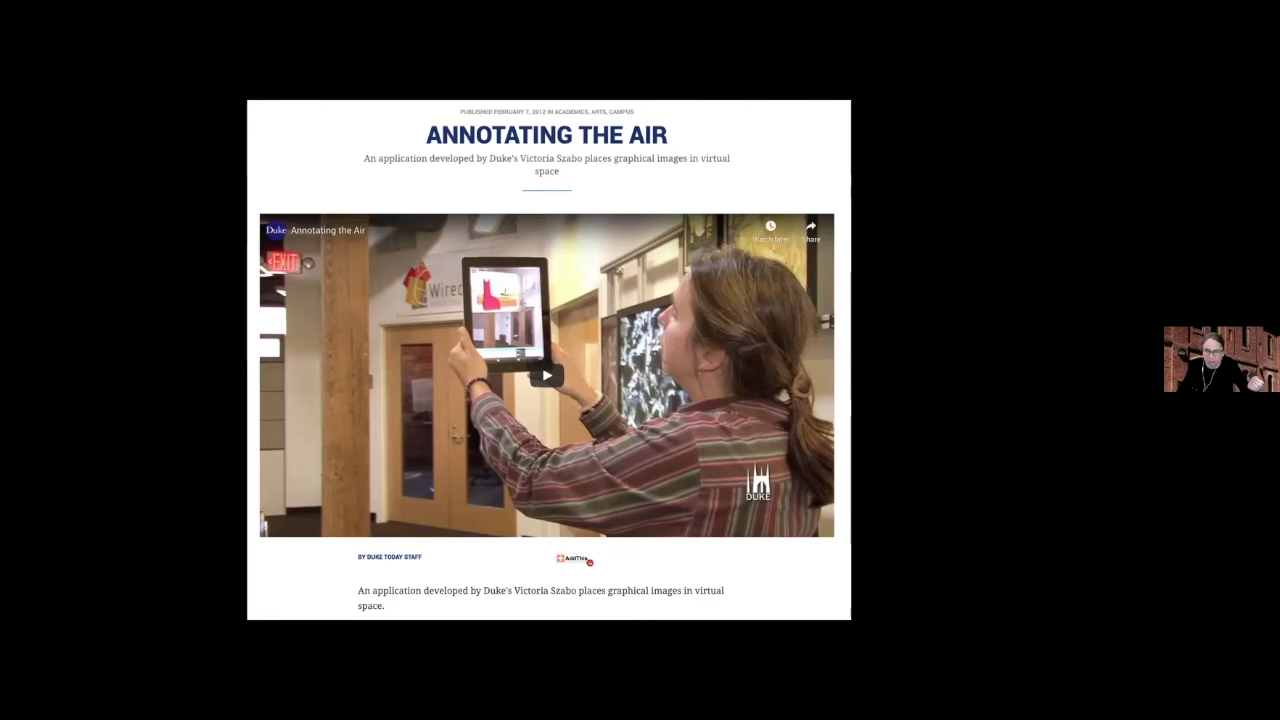 PUBLISHED FEBRUARY 7, 2012 IN ACADEMICS, ARTS, CAMPUS
ANNOTATING THE AIR
An application developed by Duke's Victoria Szabo places graphical images in virtual
space
Duke Annotating the Air
Watch later
Share
EXIT
Wired
DUKE
BY DUKE TODAY STAFF
AddThis
An application developed by Duke's Victoria Szabo places graphical images in virtual
space.